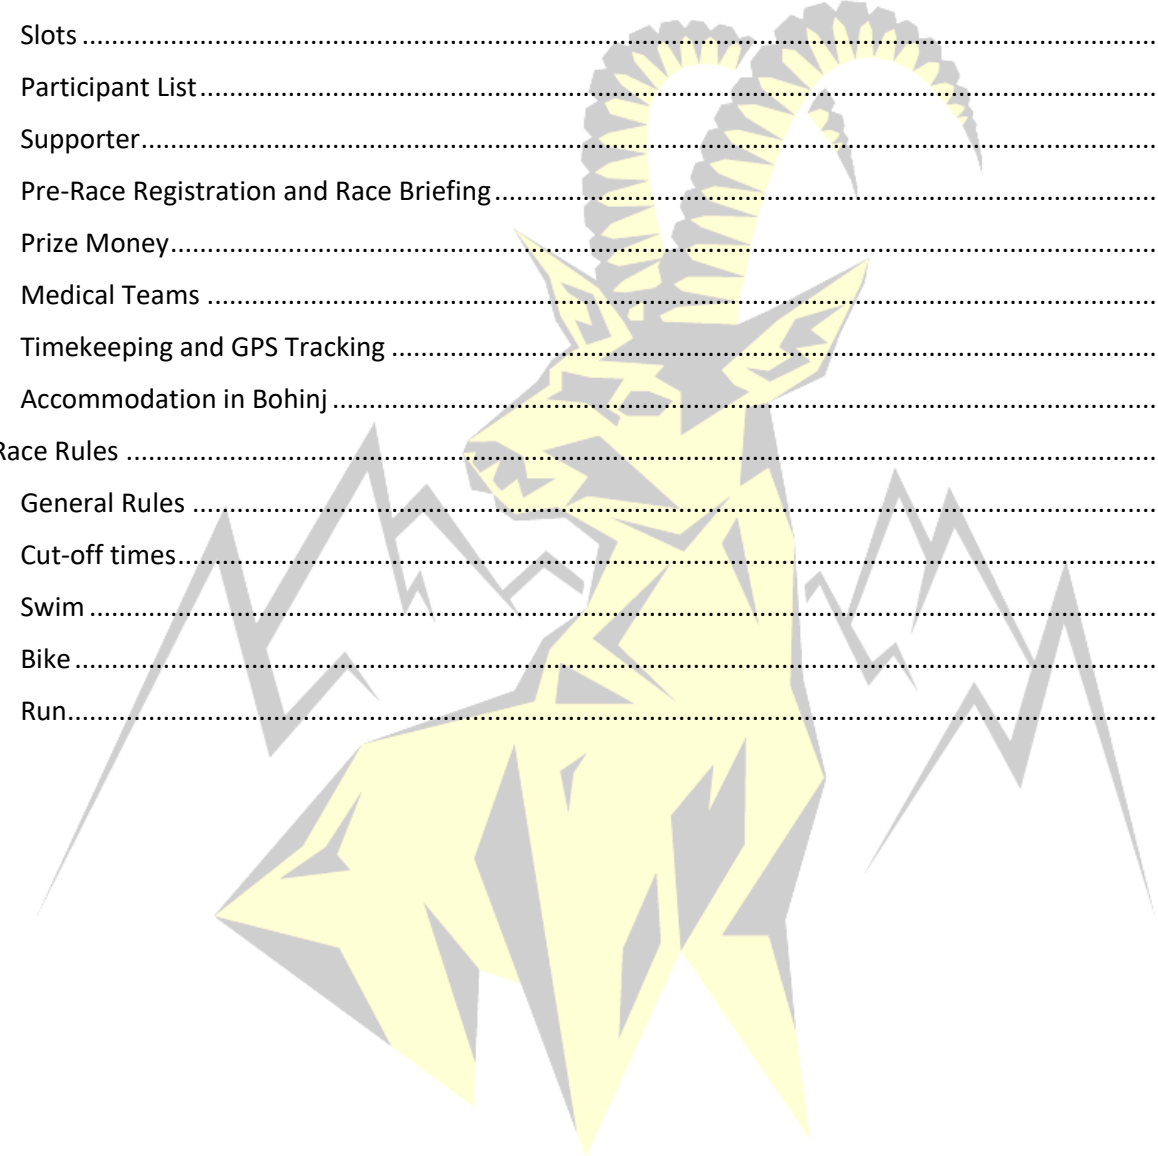 Slots ........................................................................................................................................................
Participant List ........................................................................................................................................
Supporter................................................................................................................................................
Pre-Race Registration and Race Briefing ...............................................................................................
Prize Money.............................................................................................................................................
Medical Teams .......................................................................................................................................
Timekeeping and GPS Tracking ..............................................................................................................
Accommodation in Bohinj ......................................................................................................................
Race Rules ...............................................................................................................................................
General Rules .........................................................................................................................................
Cut-off times...........................................................................................................................................
Swim .......................................................................................................................................................
Bike .........................................................................................................................................................
Run..........................................................................................................................................................